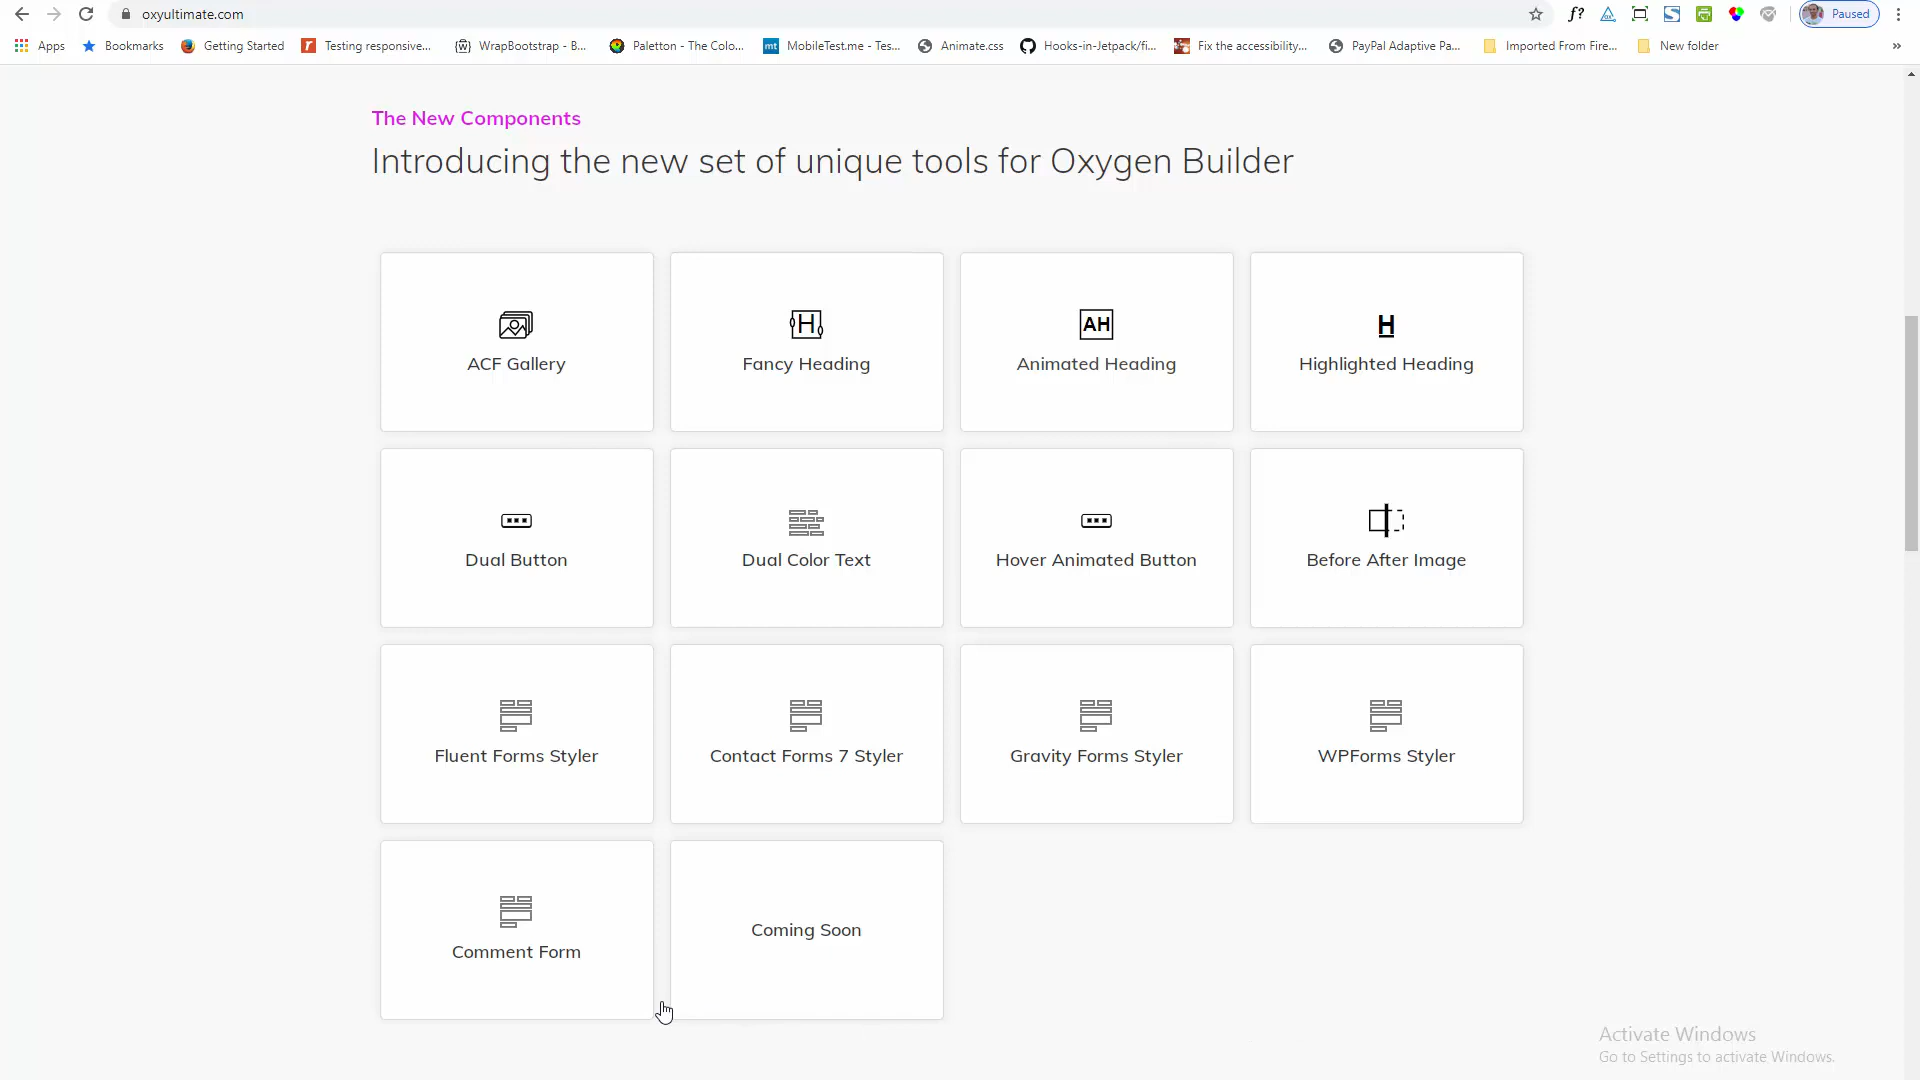 oxyultimate.com
f?
Paused
Apps
Bookmarks
Getting Started
Testing responsive...
WrapBootstrap - B...
Paletton - The Colo...
mt
MobileTest.me - Tes...
Animate.css
Hooks-in-Jetpack/fi...
Fix the accessibility...
PayPal Adaptive Pa...
Imported From Fire...
New folder
»
The New Components
Introducing the new set of unique tools for Oxygen Builder
ACF Gallery
H
Fancy Heading
AH
Animated Heading
H
Highlighted Heading
Dual Button
Dual Color Text
Hover Animated Button
Before After Image
Fluent Forms Styler
Contact Forms 7 Styler
Gravity Forms Styler
WPForms Styler
Comment Form
Coming Soon
Activate Windows
Go to Settings to activate Windows.